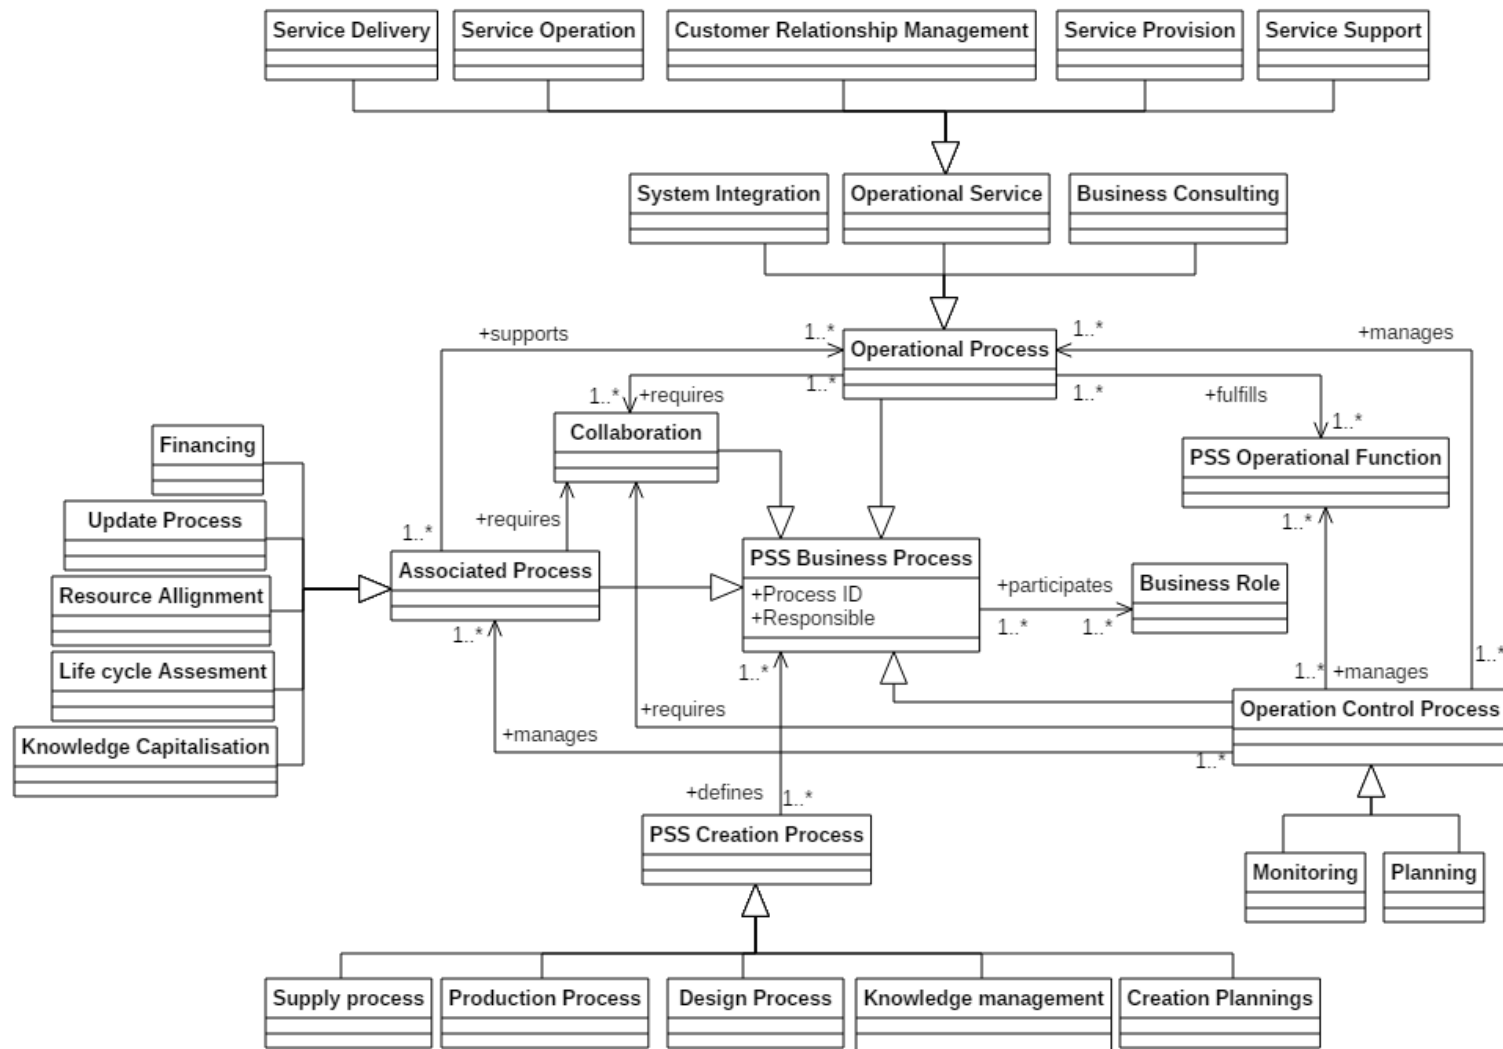 Service Delivery
Service Operation
Customer Relationship Management
Service Provision
Service Support
System Integration
Operational Service
Business Consulting
+supports
1..*
1..*
+manages
Operational Process
1..*
1..*
1..*
+requires
+fulfills
1..*
Collaboration
Financing
PSS Operational Function
Update Process
1..*
+requires
1..*
PSS Business Process
+Process ID
+Responsible
Associated Process
+participates
1..*
1..*
Business Role
Resource Allignment
1..*
Life cycle Assesment
1..*
1..*
+manages
1..*
+requires
Operation Control Process
Knowledge Capitalisation
+manages
1..*
+defines
1..*
PSS Creation Process
Monitoring
Planning
Supply process
Production Process
Design Process
Knowledge management
Creation Plannings